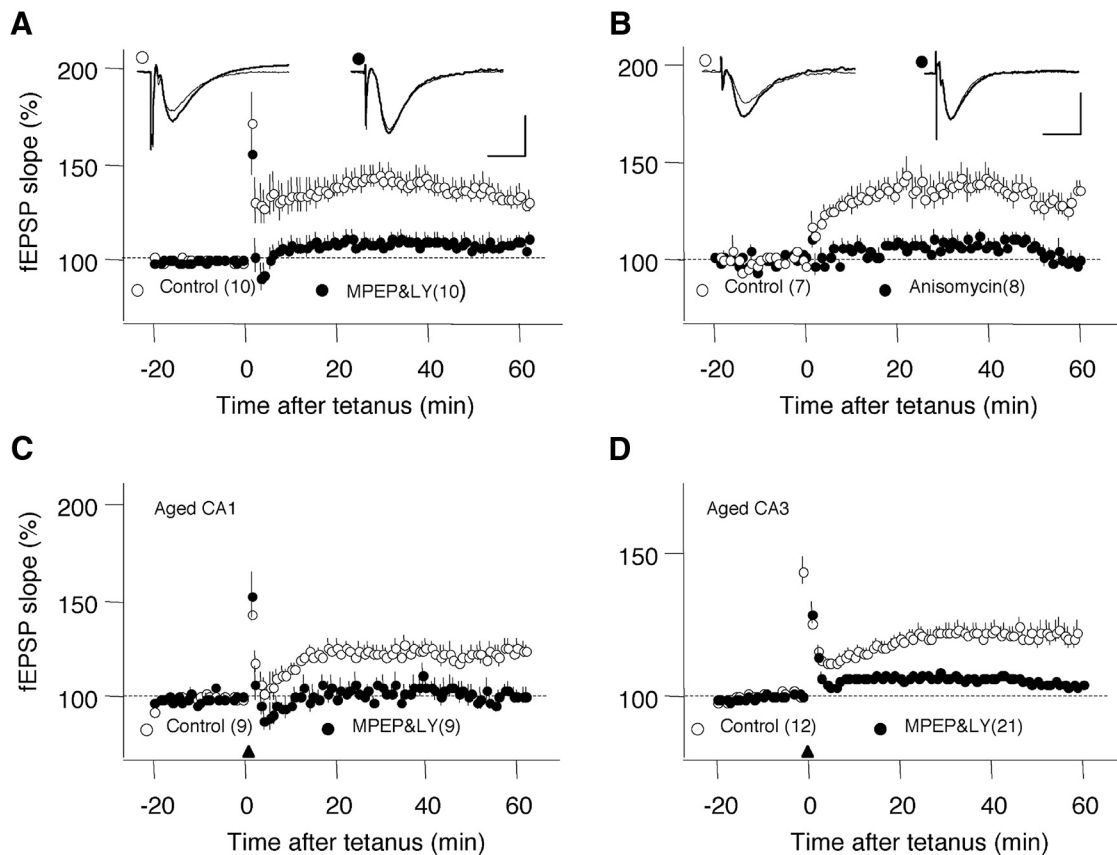 A
fEPSP slope (%)
200
150
100
Control (10)
MPEP&LY(10)
-20 0 20 40 60
Time after tetanus (min)
B
200
150
100
Control (7)
Anisomycin(8)
-20 0 20 40 60
Time after tetanus (min)
C
fEPSP slope (%)
200
150
100
Aged CA1
Control (9)
MPEP&LY(9)
-20 0 20 40 60
Time after tetanus (min)
D
150
100
Aged CA3
Control (12)
MPEP&LY(21)
-20 0 20 40 60
Time after tetanus (min)